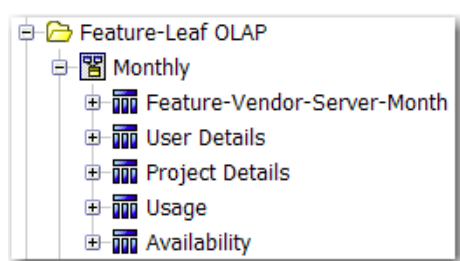 Feature-Leaf OLAP
Monthly
Feature-Vendor-Server-Month
User Details
Project Details
Usage
Availability